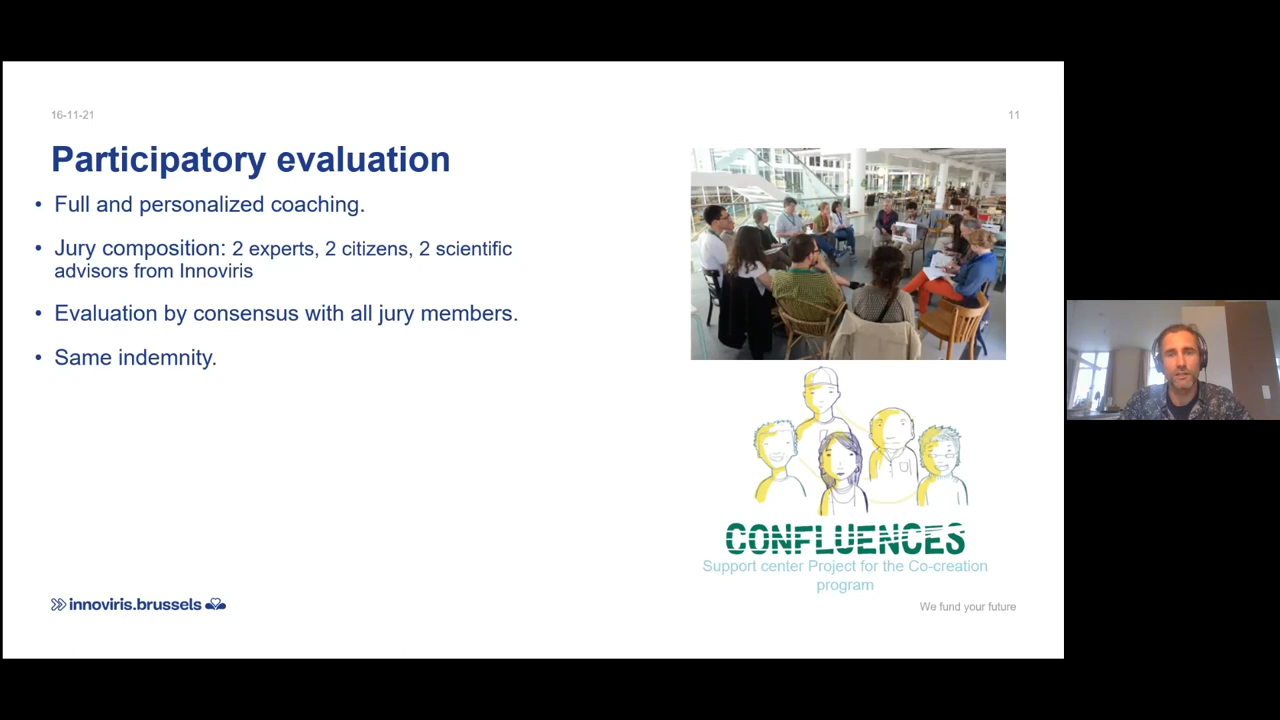 16-11-21
11
Participatory evaluation
• Full and personalized coaching.
• Jury composition: 2 experts, 2 citizens, 2 scientific
advisors from Innoviris
• Evaluation by consensus with all jury members.
• Same indemnity.
CONFLUENCES
Support center Project for the Co-creation
program
innoviris.brussels
We fund your future